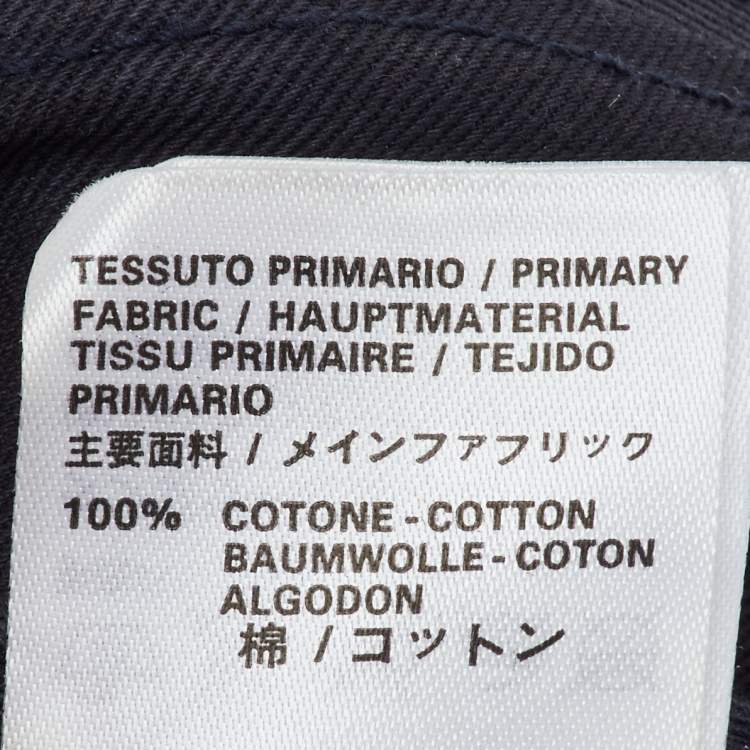 TESSUTO PRIMARIO / PRIMARY
FABRIC / HAUPTMATERIAL
TISSU PRIMAIRE / TEJIDO
PRIMARIO
主要面料 / メインファフリック
100% COTONE - COTTON
BAUMWOLLE - COTON
ALGODON
棉 / コットン